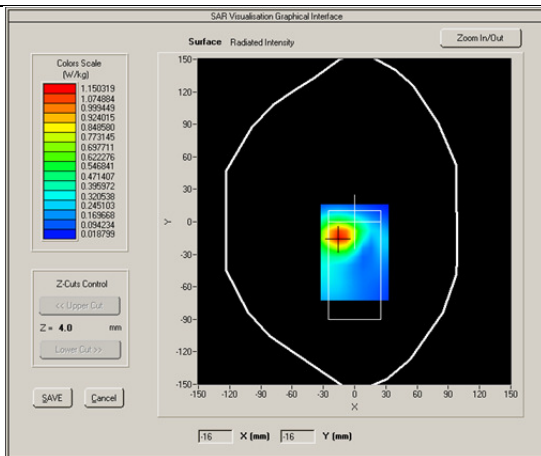 SAR Visualisation Graphical Interface
Surface Radiated Intensity
Zoom In/Out
Colors Scale
(W/kg)
1.150319
1.074884
0.999449
0.924015
0.848580
0.773145
0.697711
0.622276
0.546841
0.471407
0.395972
0.320538
0.245103
0.169668
0.094234
0.018799
150
120
90
60
30
0
-30
-60
-90
-120
-150
Y
-150 -120 -90 -60 -30 0 30 60 90 120 150
X
Z-Cuts Control
<< Upper Cut
Z = 4.0 mm
Lower Cut >>
SAVE Cancel
-16 X (mm) -16 Y (mm)